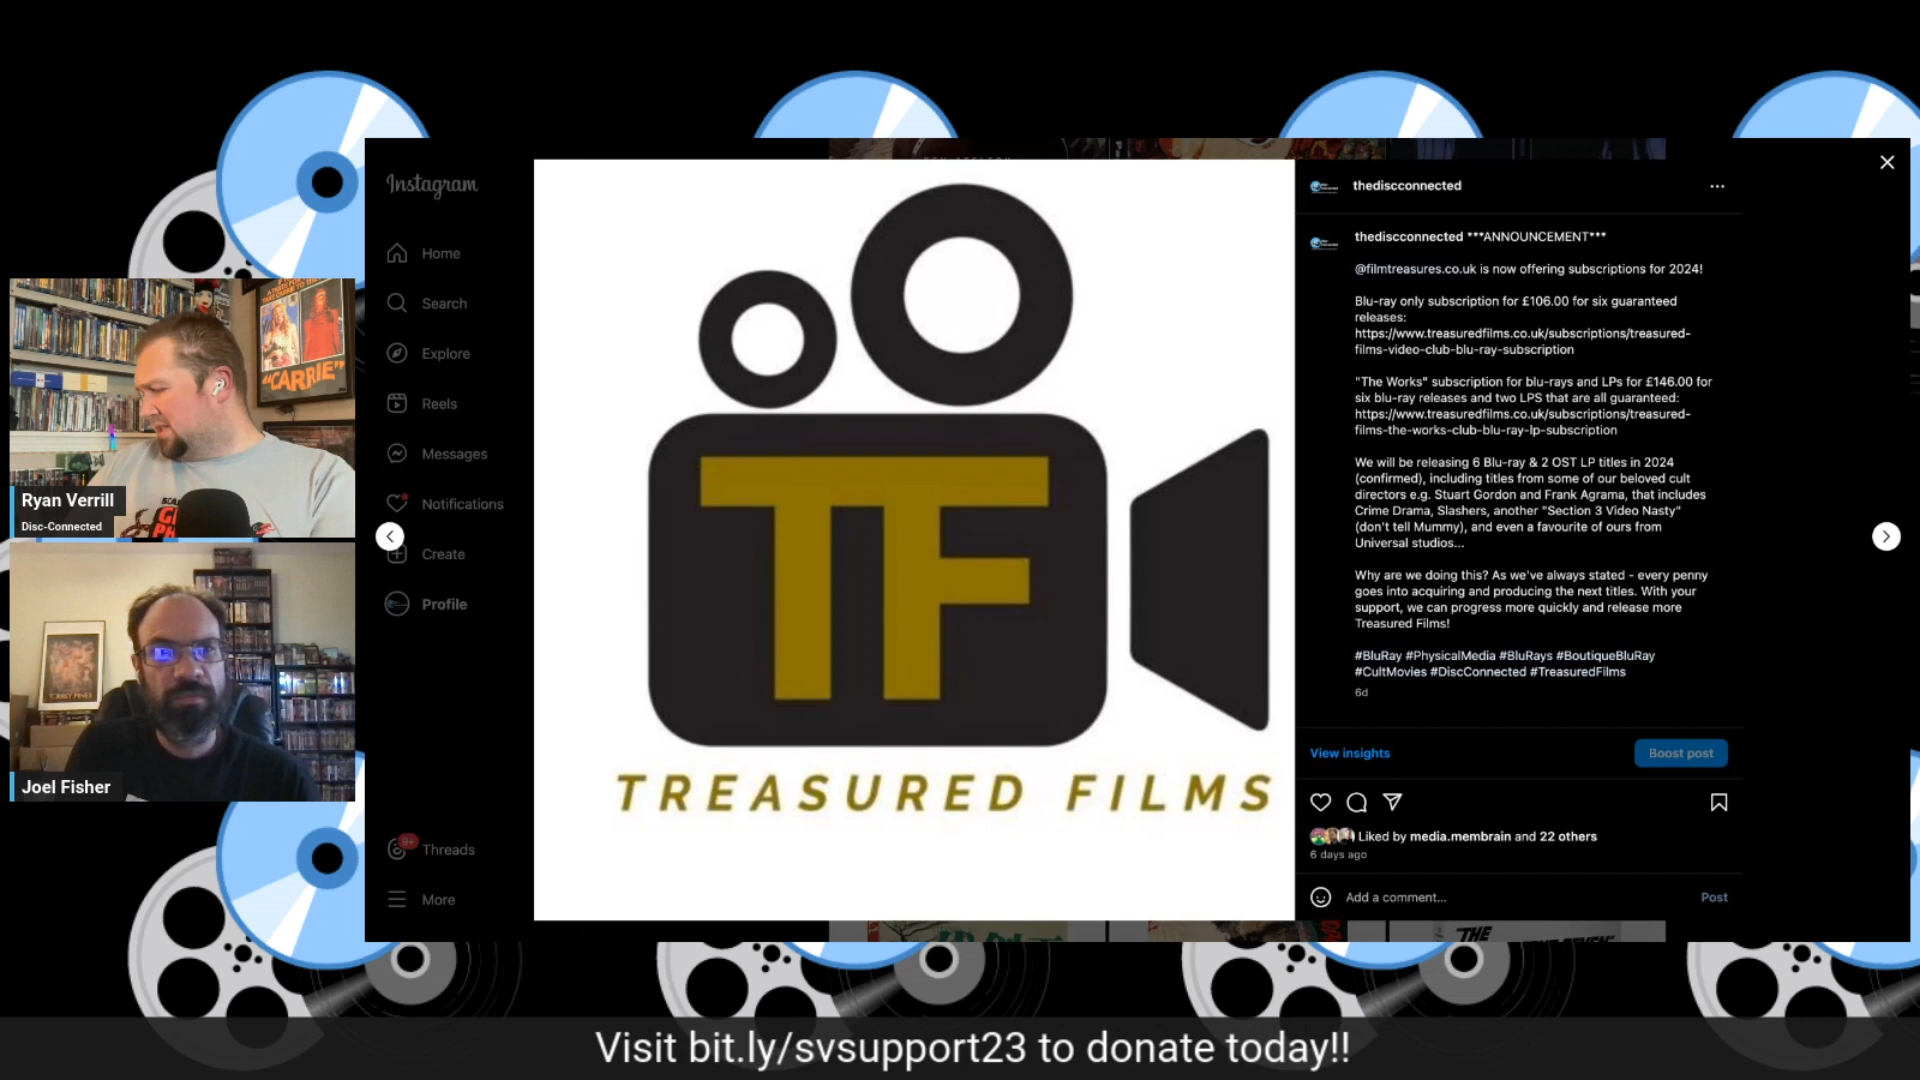 Instagram
Home
Search
Explore
Reels
Messages
Notifications
Create
Profile
9+
Threads
More
"CARRIE"
Ryan Verrill
Disc-Connected
TORREY PINES
Joel Fisher
TF
TREASURED FILMS
thediscconnected
thediscconnected ***ANNOUNCEMENT***
@filmtreasures.co.uk is now offering subscriptions for 2024!
Blu-ray only subscription for £106.00 for six guaranteed
releases:
https://www.treasuredfilms.co.uk/subscriptions/treasured-
films-video-club-blu-ray-subscription
"The Works" subscription for blu-rays and LPs for £146.00 for
six blu-ray releases and two LPS that are all guaranteed:
https://www.treasuredfilms.co.uk/subscriptions/treasured-
films-the-works-club-blu-ray-lp-subscription
We will be releasing 6 Blu-ray & 2 OST LP titles in 2024
(confirmed), including titles from some of our beloved cult
directors e.g. Stuart Gordon and Frank Agrama, that includes
Crime Drama, Slashers, another "Section 3 Video Nasty"
(don't tell Mummy), and even a favourite of ours from
Universal studios...
Why are we doing this? As we've always stated - every penny
goes into acquiring and producing the next titles. With your
support, we can progress more quickly and release more
Treasured Films!
#BluRay #PhysicalMedia #BluRays #BoutiqueBluRay
#CultMovies #DiscConnected #TreasuredFilms
6d
View insights
Boost post
Liked by media.membrain and 22 others
6 days ago
Add a comment...
Post
THE
Visit bit.ly/svsupport23 to donate today!!